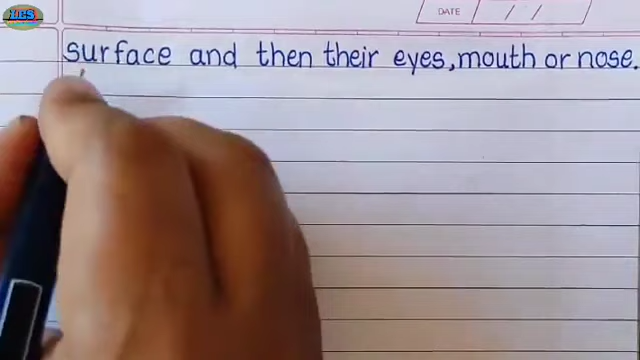 DATE
surface and then their eyes,mouth or nose.